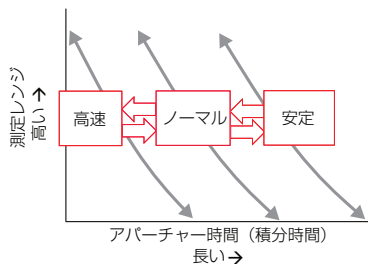 測定レンジ
高い→
高速
ノーマル
安定
アパーチャー時間（積分時間）
長い→